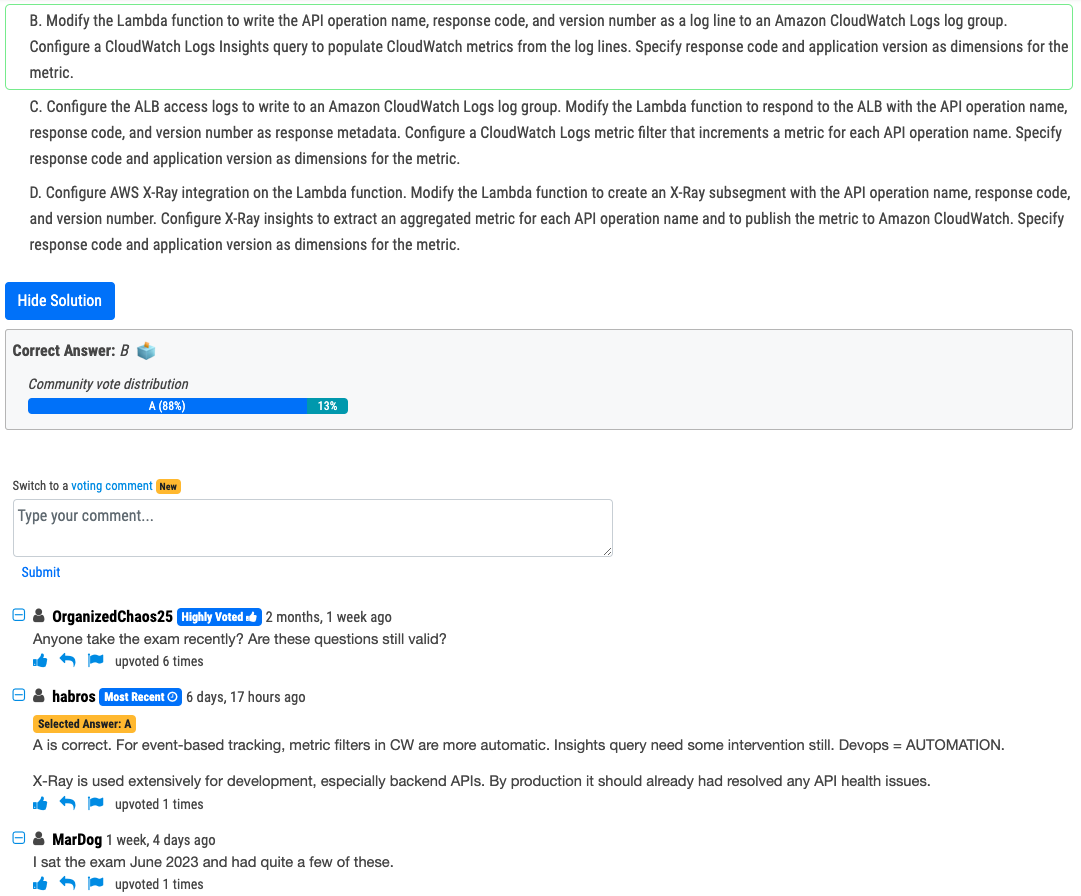 B. Modify the Lambda function to write the API operation name, response code, and version number as a log line to an Amazon CloudWatch Logs log group.
Configure a CloudWatch Logs Insights query to populate CloudWatch metrics from the log lines. Specify response code and application version as dimensions for the
metric.
C. Configure the ALB access logs to write to an Amazon CloudWatch Logs log group. Modify the Lambda function to respond to the ALB with the API operation name,
response code, and version number as response metadata. Configure a CloudWatch Logs metric filter that increments a metric for each API operation name. Specify
response code and application version as dimensions for the metric.
D. Configure AWS X-Ray integration on the Lambda function. Modify the Lambda function to create an X-Ray subsegment with the API operation name, response code,
and version number. Configure X-Ray insights to extract an aggregated metric for each API operation name and to publish the metric to Amazon CloudWatch. Specify
response code and application version as dimensions for the metric.
Hide Solution
Correct Answer: B
Community vote distribution
A (88%) 13%
Switch to a voting comment New
Type your comment...
Submit
OrganizedChaos25 Highly Voted 2 months, 1 week ago
Anyone take the exam recently? Are these questions still valid?
upvoted 6 times
habros Most Recent 6 days, 17 hours ago
Selected Answer: A
A is correct. For event-based tracking, metric filters in CW are more automatic. Insights query need some intervention still. Devops = AUTOMATION.
X-Ray is used extensively for development, especially backend APIs. By production it should already had resolved any API health issues.
upvoted 1 times
MarDog 1 week, 4 days ago
I sat the exam June 2023 and had quite a few of these.
upvoted 1 times